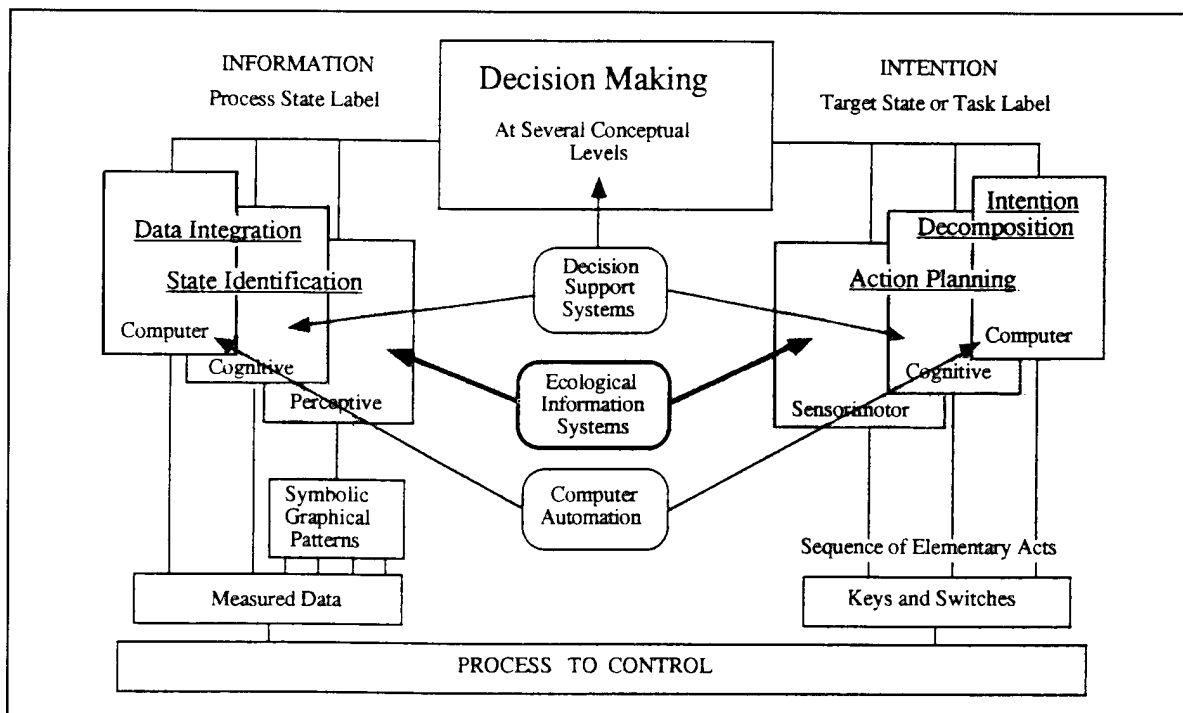 INFORMATION
Process State Label
Decision Making
At Several Conceptual
Levels
INTENTION
Target State or Task Label
Data Integration
State Identification
Computer
Cognitive
Perceptive
Decision
Support
Systems
Ecological
Information
Systems
Computer
Automation
Intention
Decomposition
Action Planning
Computer
Cognitive
Sensorimotor
Symbolic
Graphical
Patterns
Sequence of Elementary Acts
Measured Data
Keys and Switches
PROCESS TO CONTROL